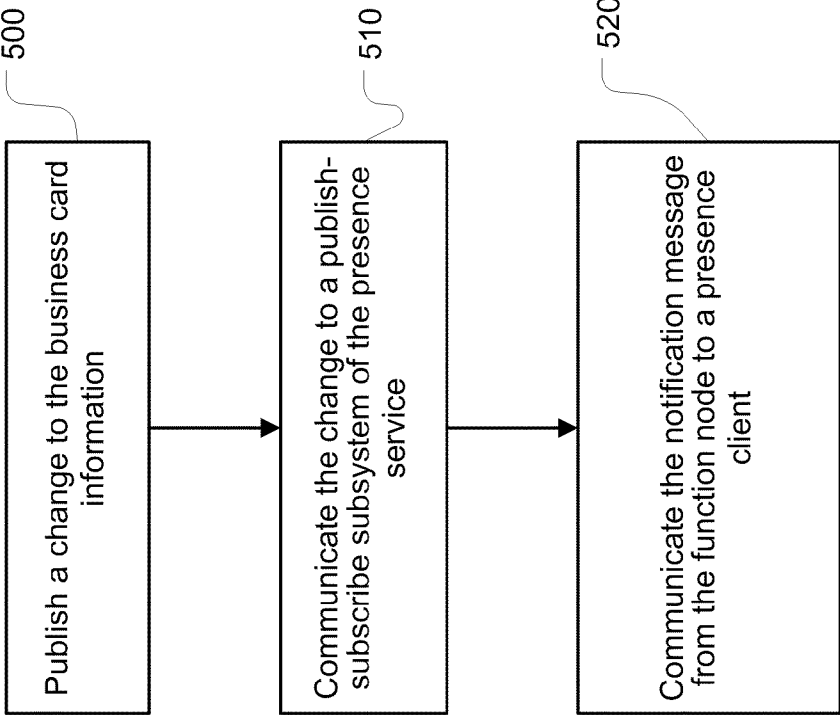 500
Publish a change to the business card
information
510
Communicate the change to a publish-
subscribe subsystem of the presence
service
520
Communicate the notification message
from the function node to a presence
client